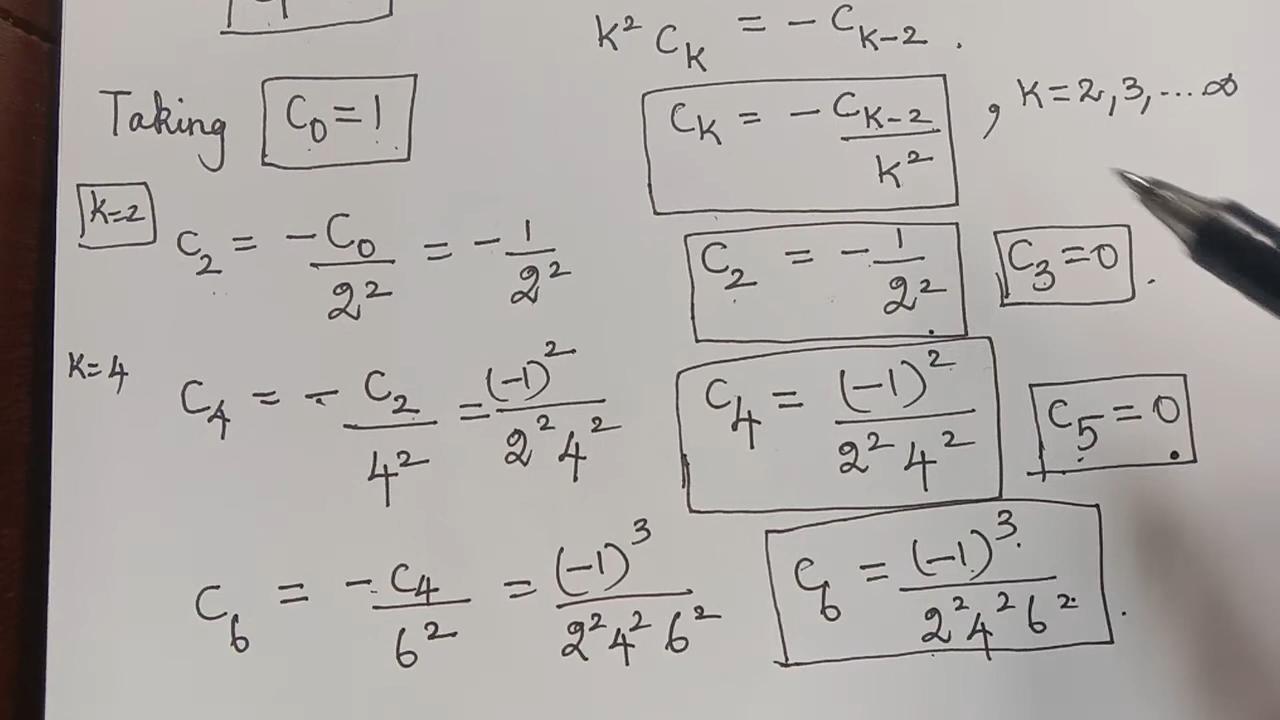 k² C_k = - C_{k-2} .
Taking C₀ = 1
C_k = - C_{k-2} / k² , k = 2, 3, ... ∞
k=2 C₂ = -C₀ / 2² = - 1 / 2²
C₂ = - 1 / 2² C₃ = 0 .
k=4 C₄ = - C₂ / 4² = (-1)² / 2² 4²
C₄ = (-1)² / 2² 4² C₅ = 0 .
C₆ = - C₄ / 6² = (-1)³ / 2² 4² 6²
C₆ = (-1)³ / 2² 4² 6² .